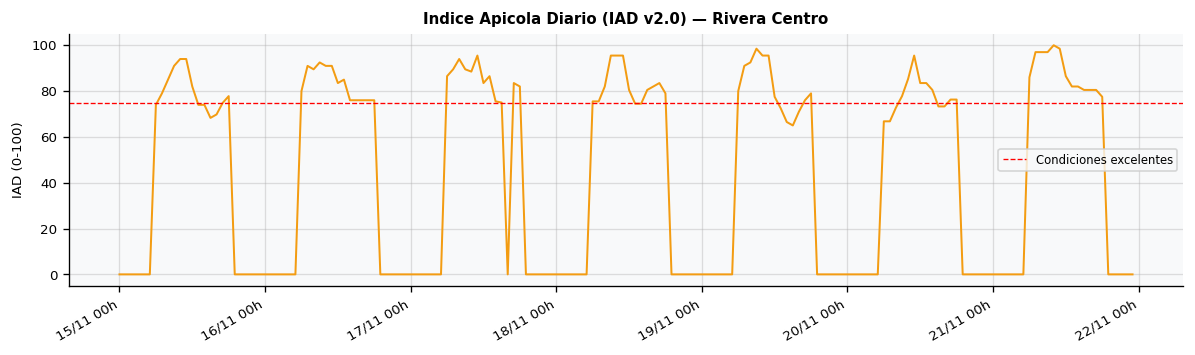 Indice Apicola Diario (IAD v2.0) — Rivera Centro
IAD (0-100)
100
80
60
40
20
0
Condiciones excelentes
15/11 00h
16/11 00h
17/11 00h
18/11 00h
19/11 00h
20/11 00h
21/11 00h
22/11 00h